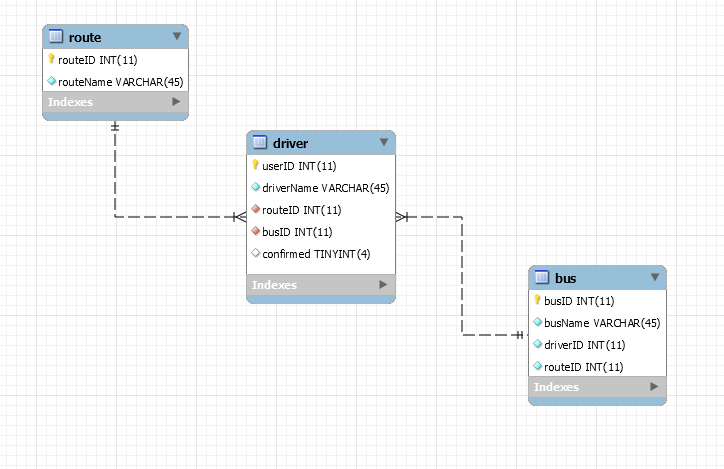 route
routeID INT(11)
routeName VARCHAR(45)
Indexes
driver
userID INT(11)
driverName VARCHAR(45)
routeID INT(11)
busID INT(11)
confirmed TINYINT(4)
Indexes
bus
busID INT(11)
busName VARCHAR(45)
driverID INT(11)
routeID INT(11)
Indexes